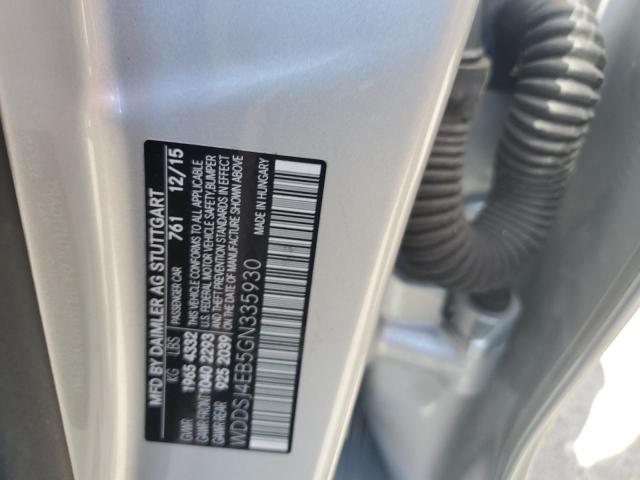 MFD BY DAIMLER AG STUTTGART
PASSENGER CAR 761 12/15
KG LBS
GVWR 1965 4332
GAWR FRONT 1040 2293
GAWR REAR 925 2039
THIS VEHICLE CONFORMS TO ALL APPLICABLE
U.S. FEDERAL MOTOR VEHICLE SAFETY, BUMPER
AND THEFT PREVENTION STANDARDS IN EFFECT
ON THE DATE OF MANUFACTURE SHOWN ABOVE
WDDSJ4EB5GN335930
MADE IN HUNGARY